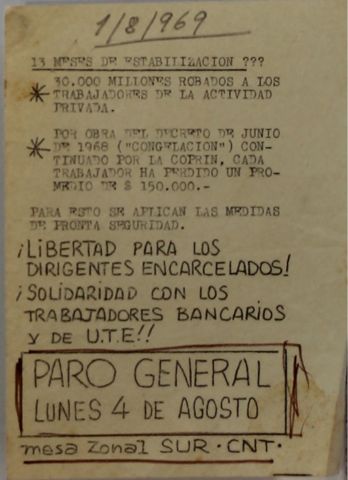 1/8/969
13 MESES DE ESTABILIZACION ???
* 30.000 MILLONES ROBADOS A LOS
TRABAJADORES DE LA ACTIVIDAD
PRIVADA.
POR OBRA DEL DECRETO DE JUNIO
* DE 1968 ("CONGELACION") CON-
TINUADO POR LA COPRIN, CADA
TRABAJADOR HA PERDIDO UN PRO-
MEDIO DE $ 150.000.-
PARA ESTO SE APLICAN LAS MEDIDAS
DE PRONTA SEGURIDAD.
¡LIBERTAD PARA LOS
DIRIGENTES ENCARCELADOS!
¡SOLIDARIDAD CON LOS
TRABAJADORES BANCARIOS
Y DE U.T.E!!
PARO GENERAL
LUNES 4 DE AGOSTO
mesa zonal SUR · CNT ·